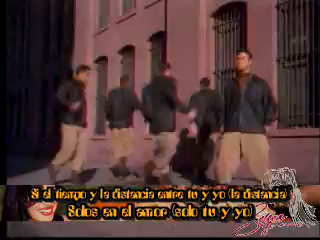 Si el tiempo y la distancia entre tu y yo (la distancia)
Solos en el amor (solo tu y yo)